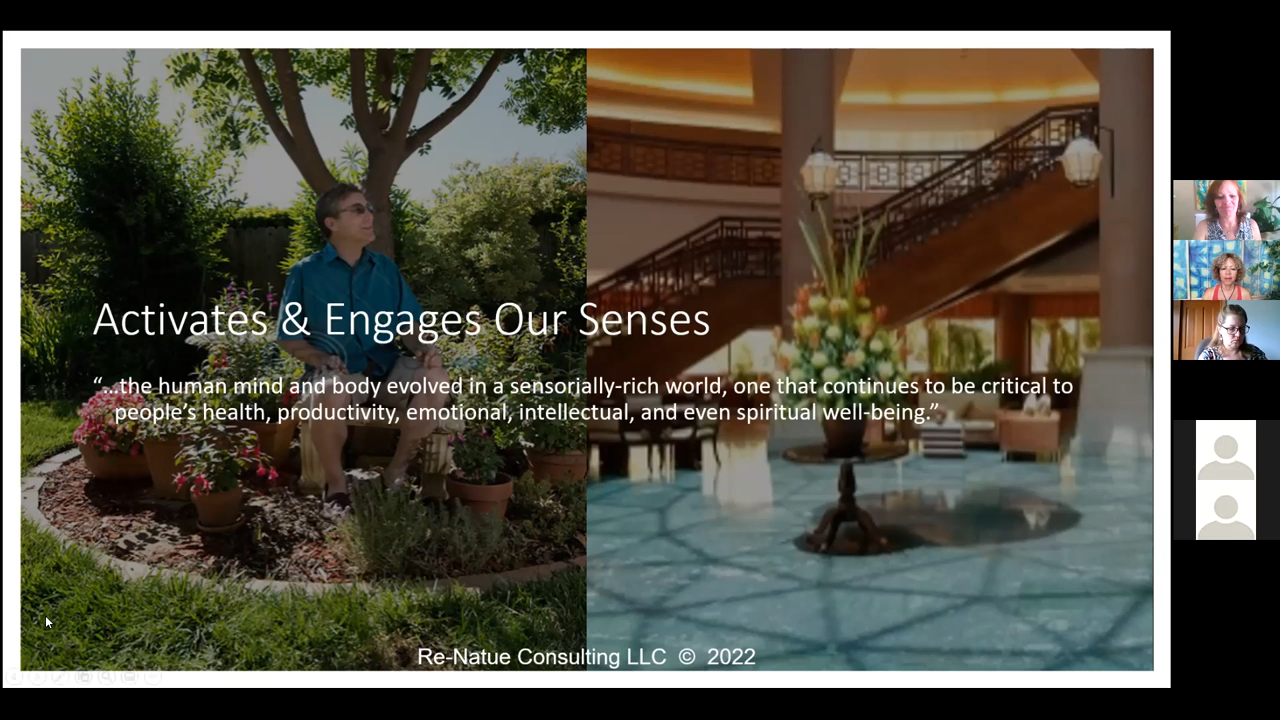 Activates & Engages Our Senses
“…the human mind and body evolved in a sensorially-rich world, one that continues to be critical to
people’s health, productivity, emotional, intellectual, and even spiritual well-being.”
Re-Natue Consulting LLC © 2022